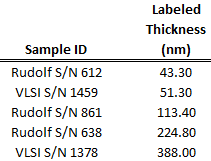 Labeled
Thickness
Sample ID (nm)
Rudolf S/N 612 43.30
VLSI S/N 1459 51.30
Rudolf S/N 861 113.40
Rudolf S/N 638 224.80
VLSI S/N 1378 388.00